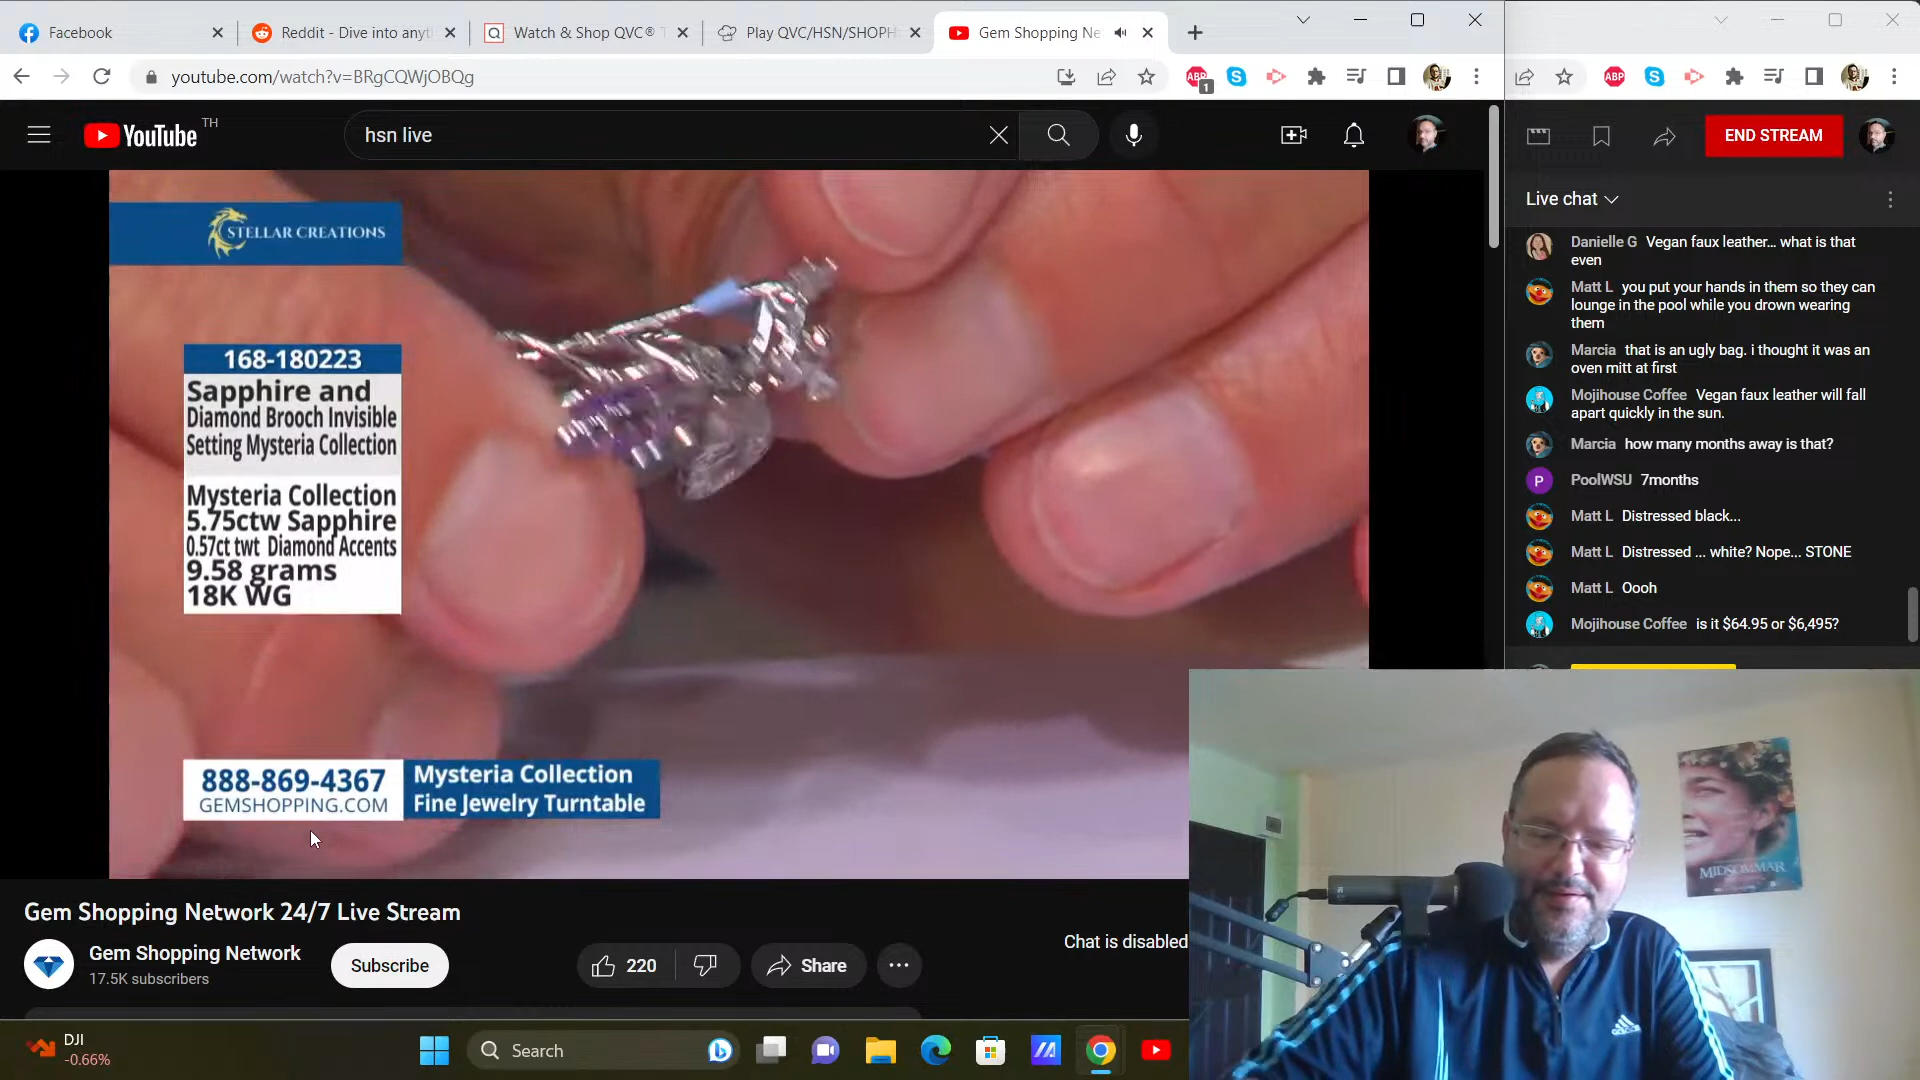 Facebook
Reddit - Dive into anyt
Watch & Shop QVC®
Play QVC/HSN/SHOPH
Gem Shopping Ne
youtube.com/watch?v=BRgCQWjOBQg
ABP
1
ABP
YouTube TH
hsn live
END STREAM
STELLAR CREATIONS
168-180223
Sapphire and
Diamond Brooch Invisible
Setting Mysteria Collection
Mysteria Collection
5.75ctw Sapphire
0.57ct twt Diamond Accents
9.58 grams
18K WG
888-869-4367
GEMSHOPPING.COM
Mysteria Collection
Fine Jewelry Turntable
Live chat
Danielle G Vegan faux leather... what is that
even
Matt L you put your hands in them so they can
lounge in the pool while you drown wearing
them
Marcia that is an ugly bag. i thought it was an
oven mitt at first
Mojihouse Coffee Vegan faux leather will fall
apart quickly in the sun.
Marcia how many months away is that?
P
PoolWSU 7months
Matt L Distressed black...
Matt L Distressed ... white? Nope... STONE
Matt L Oooh
Mojihouse Coffee is it $64.95 or $6,495?
MIDSOMMAR
Gem Shopping Network 24/7 Live Stream
Gem Shopping Network
17.5K subscribers
Subscribe
220
Share
Chat is disabled
DJI
-0.66%
Search